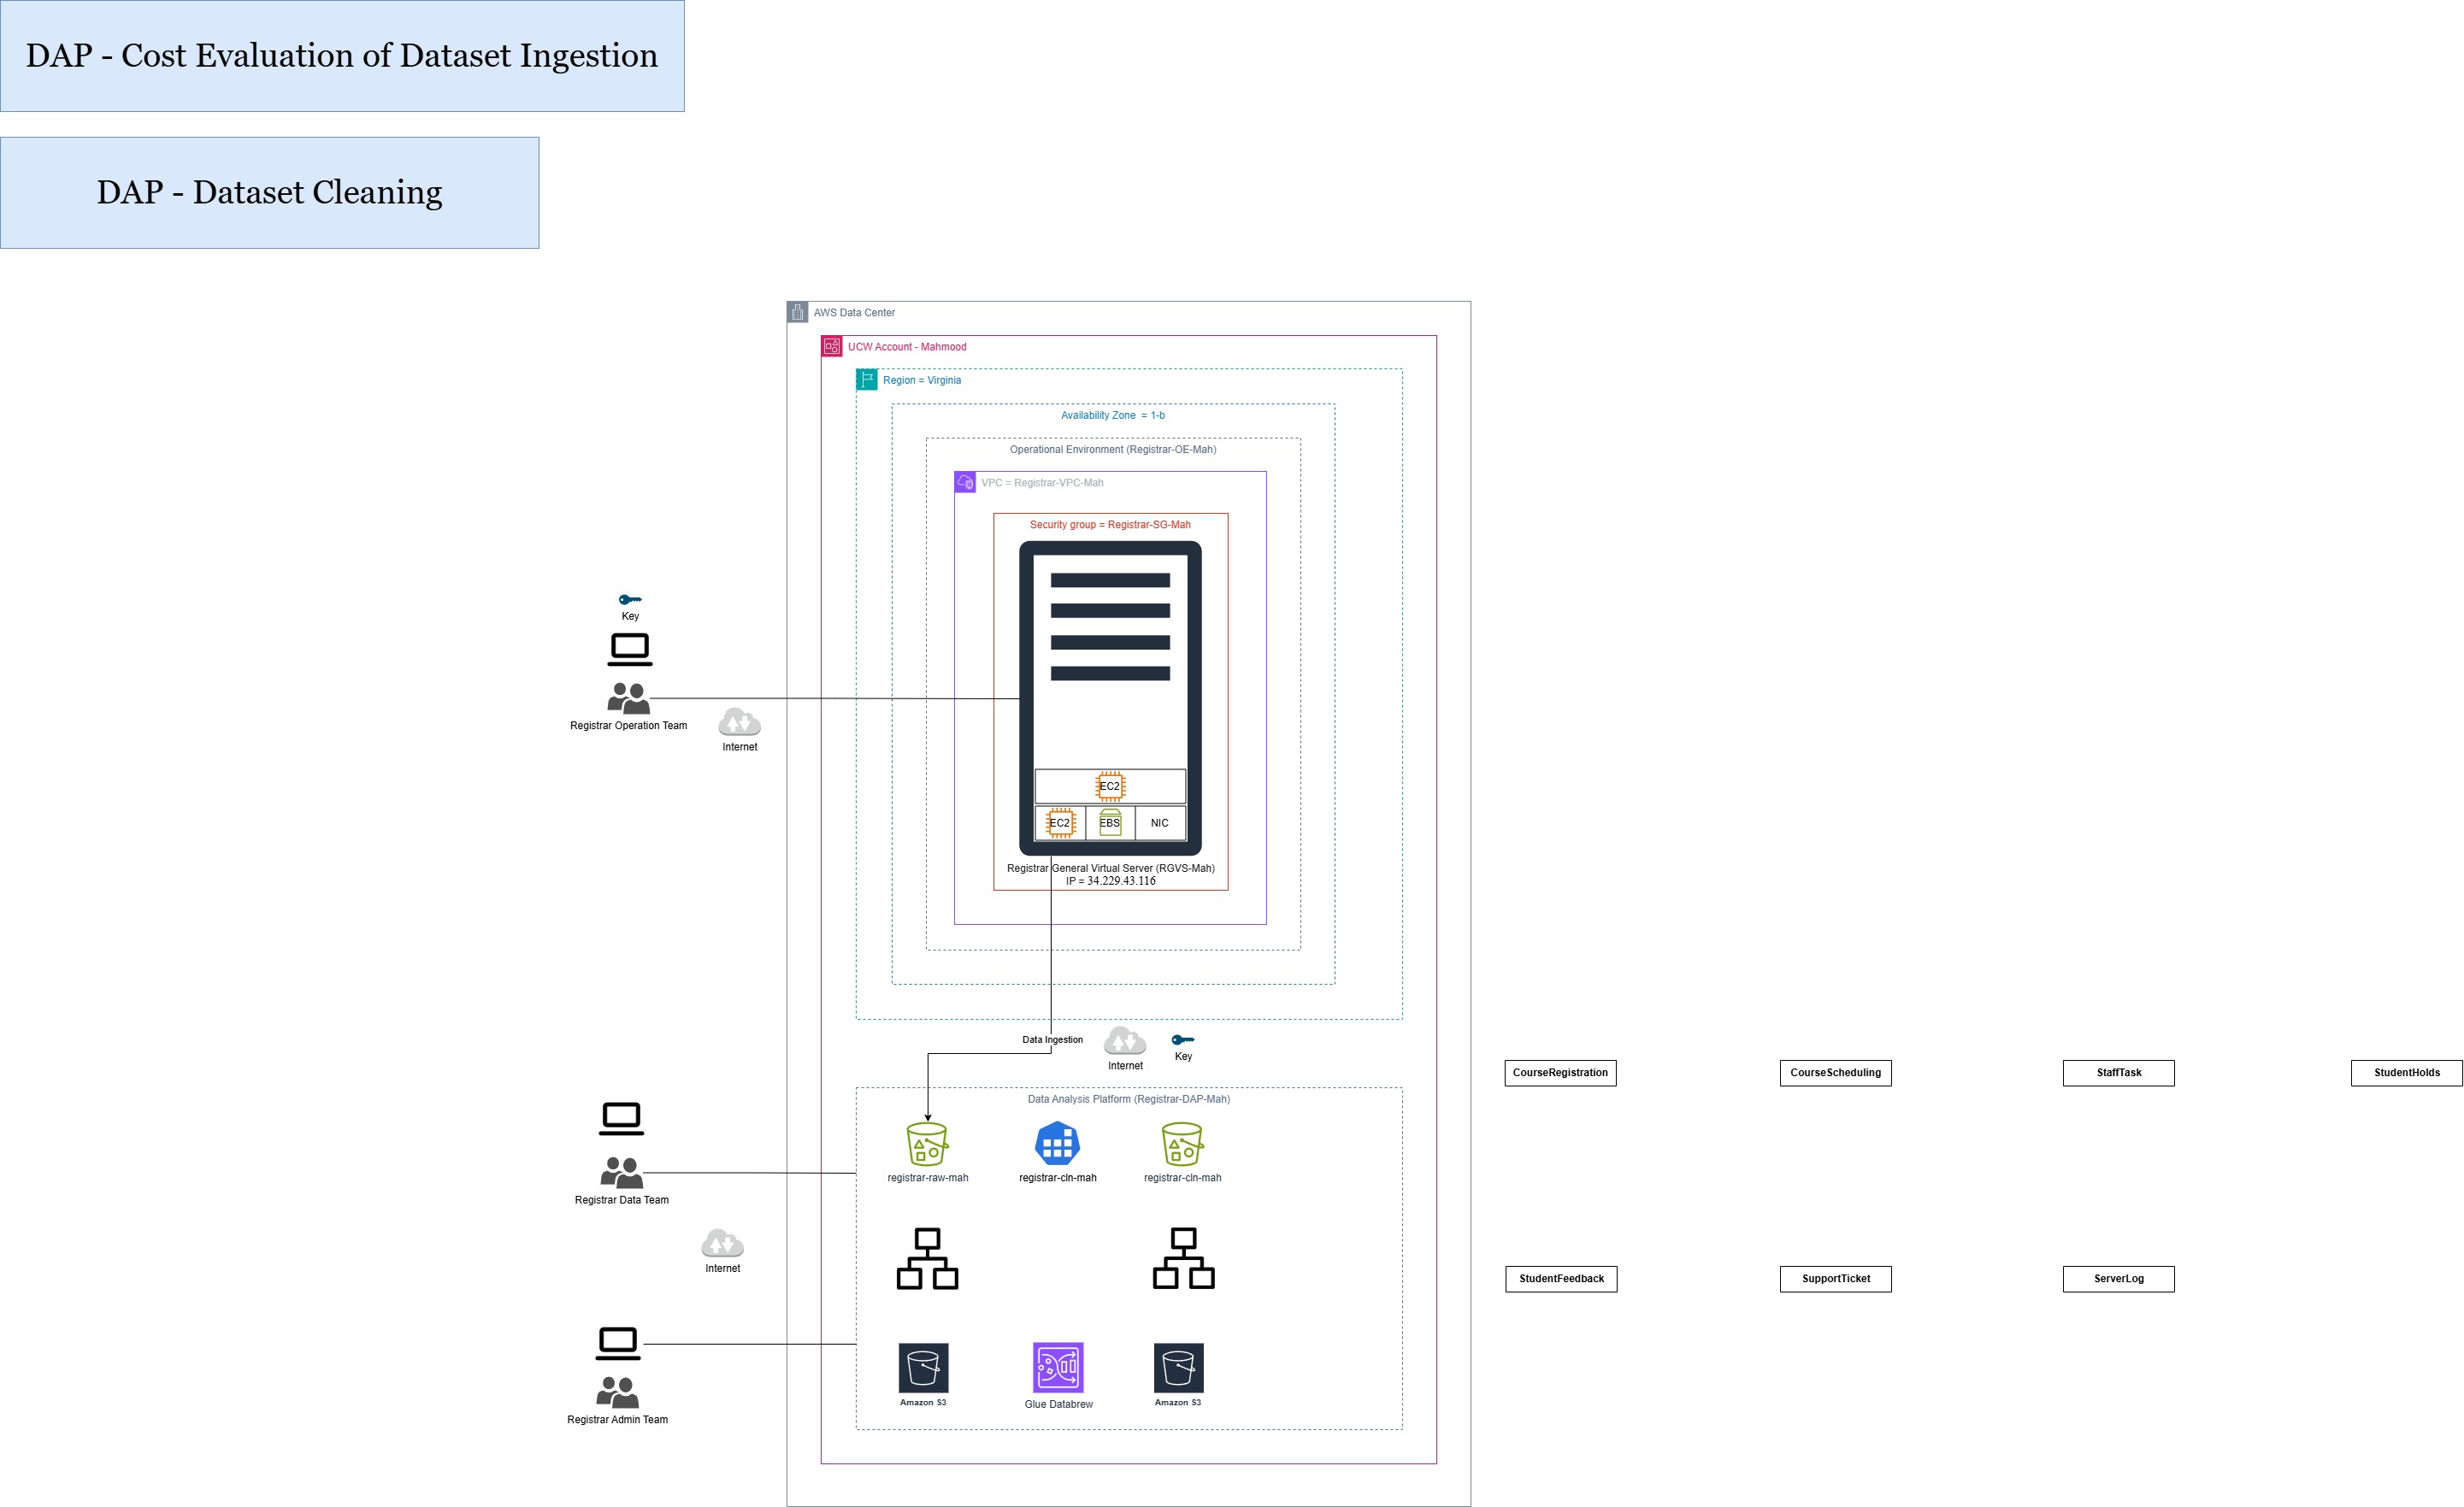 DAP - Cost Evaluation of Dataset Ingestion
DAP - Dataset Cleaning
AWS Data Center
UCW Account - Mahmood
Region = Virginia
Availability Zone = 1-b
Operational Environment (Registrar-OE-Mah)
VPC = Registrar-VPC-Mah
Security group = Registrar-SG-Mah
Key
Registrar Operation Team
Internet
EC2
EC2
EBS
NIC
Registrar General Virtual Server (RGVS-Mah)
IP = 34.229.43.116
Data Ingestion
Internet
Key
CourseRegistration
CourseScheduling
StaffTask
StudentHolds
Data Analysis Platform (Registrar-DAP-Mah)
registrar-raw-mah
registrar-cln-mah
registrar-cln-mah
Registrar Data Team
Internet
StudentFeedback
SupportTicket
ServerLog
Amazon S3
Glue Databrew
Amazon S3
Registrar Admin Team